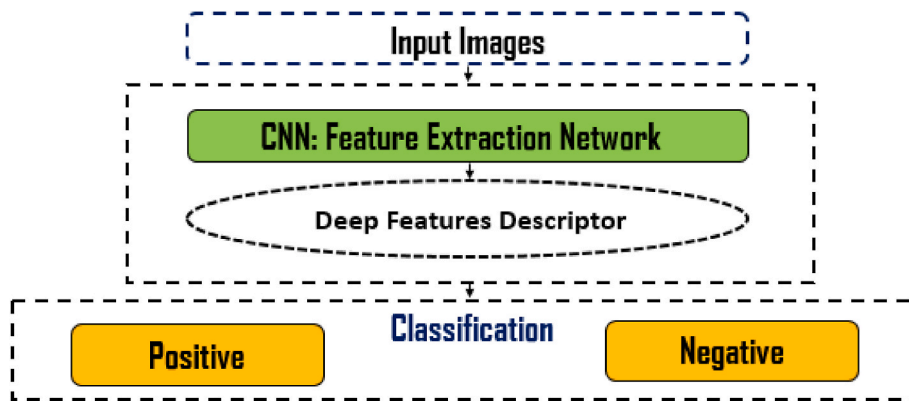 Input Images
CNN: Feature Extraction Network
Deep Features Descriptor
Classification
Positive
Negative